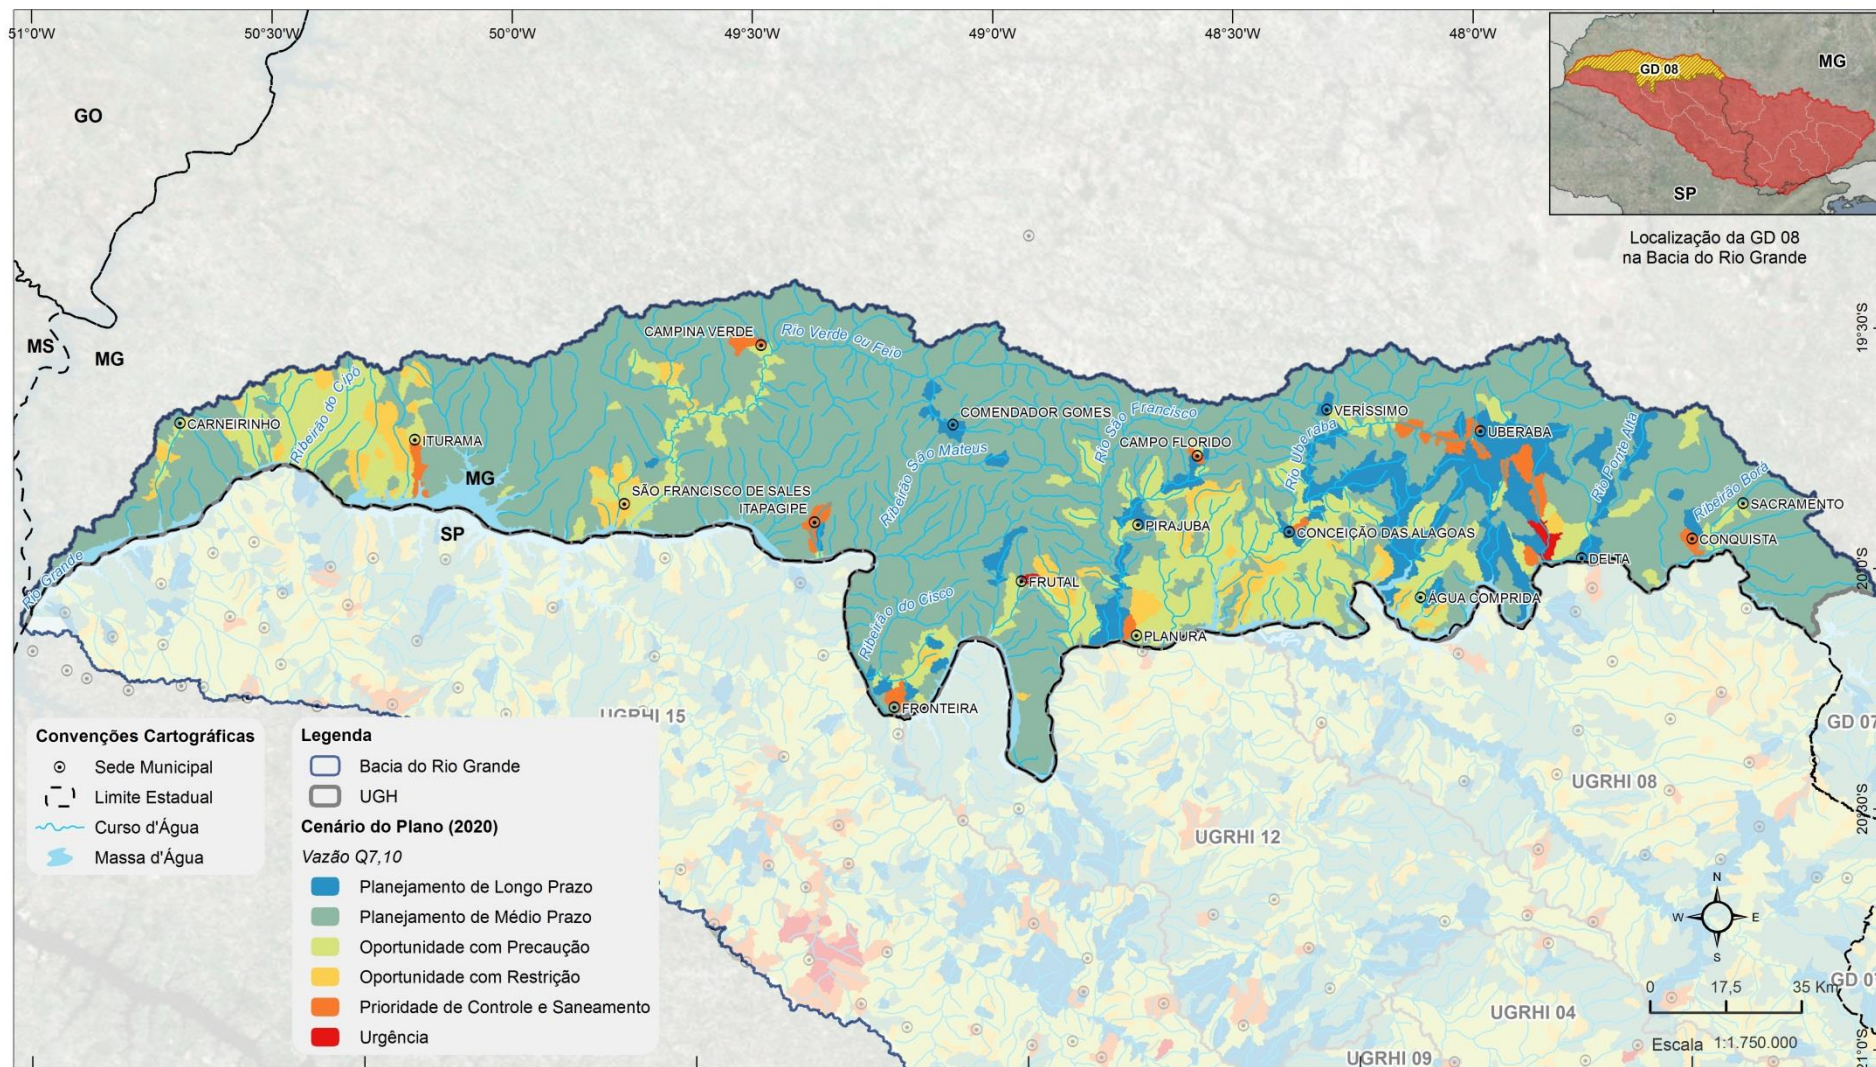 51°0'W
50°30'W
50°0'W
49°30'W
49°0'W
48°30'W
48°0'W
GO
MS
MG
MG
SP
GD 08
MG
SP
Localização da GD 08
na Bacia do Rio Grande
19°30'S
20°0'S
20°30'S
21°0'S
CAMPINA VERDE
Rio Verde ou Feio
CARNEIRINHO
Ribeirão do Cipó
ITURAMA
COMENDADOR GOMES
Rio São Francisco
VERÍSSIMO
UBERABA
CAMPO FLORIDO
Ribeirão São Mateus
Rio Uberaba
Rio Ponte Alta
SÃO FRANCISCO DE SALES
ITAPAGIPE
PIRAJUBA
CONCEIÇÃO DAS ALAGOAS
Ribeirão Borá
SACRAMENTO
CONQUISTA
DELTA
Rio Grande
FRUTAL
Ribeirão do Cisco
ÁGUA COMPRIDA
PLANURA
FRONTEIRA
UGRHI 15
UGRHI 08
UGRHI 12
UGRHI 04
UGRHI 09
GD 07
GD 07
Convenções Cartográficas
Sede Municipal
Limite Estadual
Curso d'Água
Massa d'Água
Legenda
Bacia do Rio Grande
UGH
Cenário do Plano (2020)
Vazão Q7,10
Planejamento de Longo Prazo
Planejamento de Médio Prazo
Oportunidade com Precaução
Oportunidade com Restrição
Prioridade de Controle e Saneamento
Urgência
N
W
E
S
0 17,5 35 Km
Escala 1:1.750.000